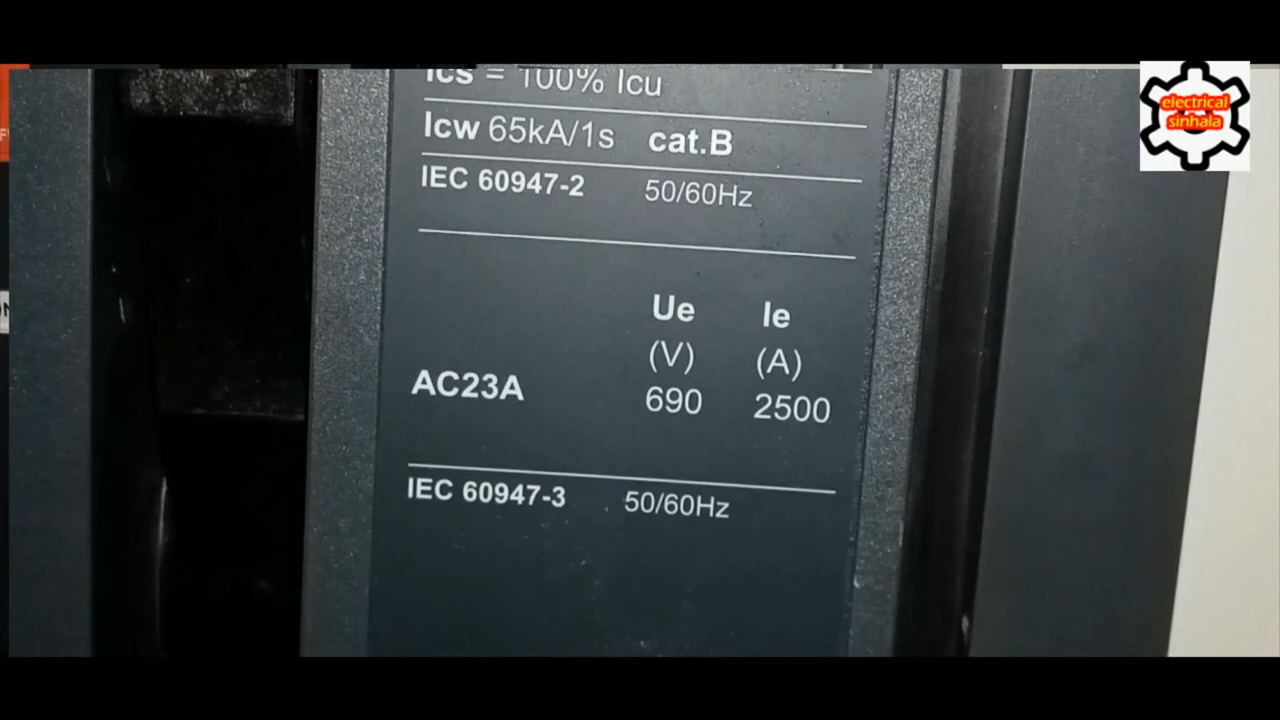 Ics = 100% Icu
Icw 65kA/1s cat.B
IEC 60947-2 50/60Hz
Ue Ie
(V) (A)
AC23A 690 2500
IEC 60947-3 50/60Hz
electrical
sinhala